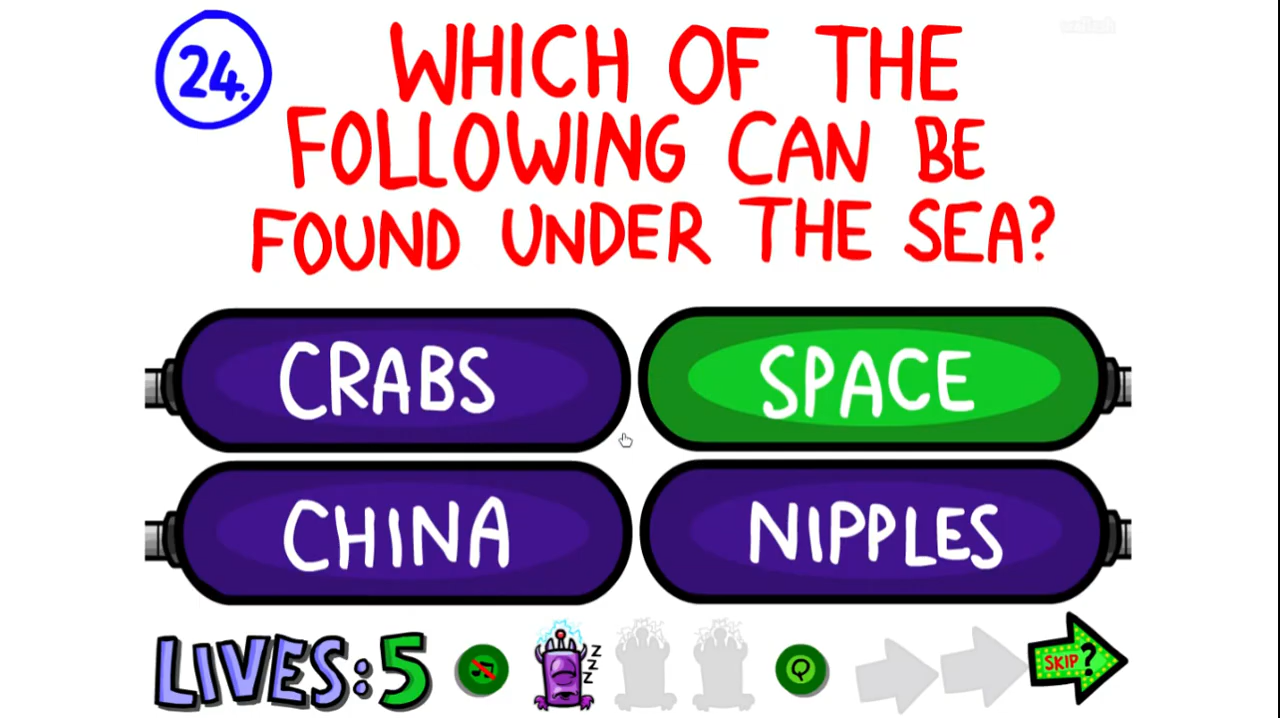 24.
WHICH OF THE
FOLLOWING CAN BE
FOUND UNDER THE SEA?
CRABS
SPACE
CHINA
NIPPLES
LIVES: 5
Z
Z
Z
Q
SKIP?